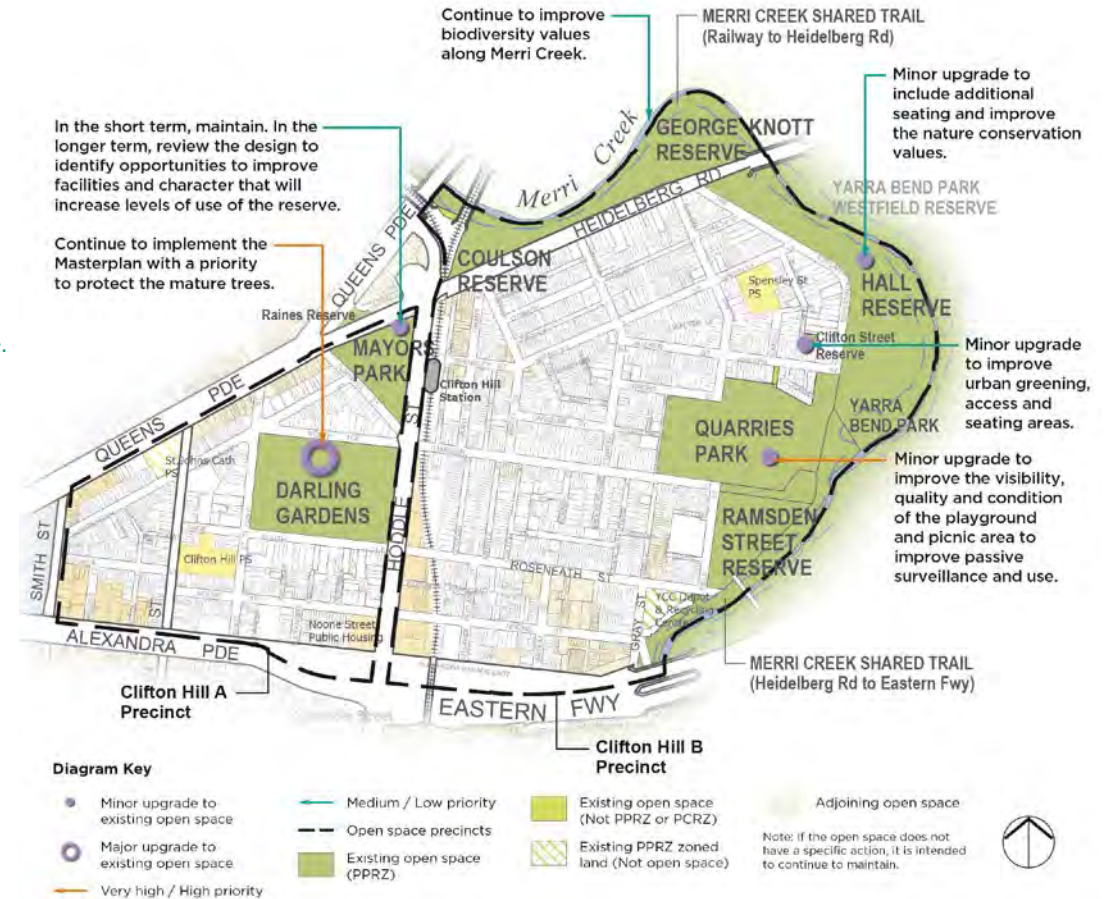 Continue to improve
biodiversity values
along Merri Creek.
MERRI CREEK SHARED TRAIL
(Railway to Heidelberg Rd)
Minor upgrade to
include additional
seating and improve
the nature conservation
values.
In the short term, maintain. In the
longer term, review the design to
identify opportunities to improve
facilities and character that will
increase levels of use of the reserve.
Continue to implement the
Masterplan with a priority
to protect the mature trees.
GEORGE KNOTT
RESERVE
Merri Creek
HEIDELBERG RD
YARRA BEND PARK
WESTFIELD RESERVE
QUEENS PDE
COULSON
RESERVE
Spensley St
PS
HALL
RESERVE
Raines Reserve
MAYORS
PARK
Clifton Hill
Station
Clifton Street
Reserve
Minor upgrade
to improve
urban greening,
access and
seating areas.
QUEENS PDE
YARRA
BEND PARK
QUARRIES
PARK
St Johns Cath
PS
DARLING
GARDENS
HODDLE ST
Minor upgrade to
improve the visibility,
quality and condition
of the playground
and picnic area to
improve passive
surveillance and use.
RAMSDEN
STREET
RESERVE
SMITH ST
ST
Clifton Hill PS
ROSENEATH ST
YCC Depot
& Recycling
GRAY ST
Noone Street
Public Housing
ALEXANDRA PDE
MERRI CREEK SHARED TRAIL
(Heidelberg Rd to Eastern Fwy)
Clifton Hill A
Precinct
EASTERN FWY
Clifton Hill B
Precinct
Diagram Key
Minor upgrade to
existing open space
Major upgrade to
existing open space
Very high / High priority
Medium / Low priority
Open space precincts
Existing open space
(PPRZ)
Existing open space
(Not PPRZ or PCRZ)
Existing PPRZ zoned
land (Not open space)
Adjoining open space
Note: If the open space does not
have a specific action, it is intended
to continue to maintain.